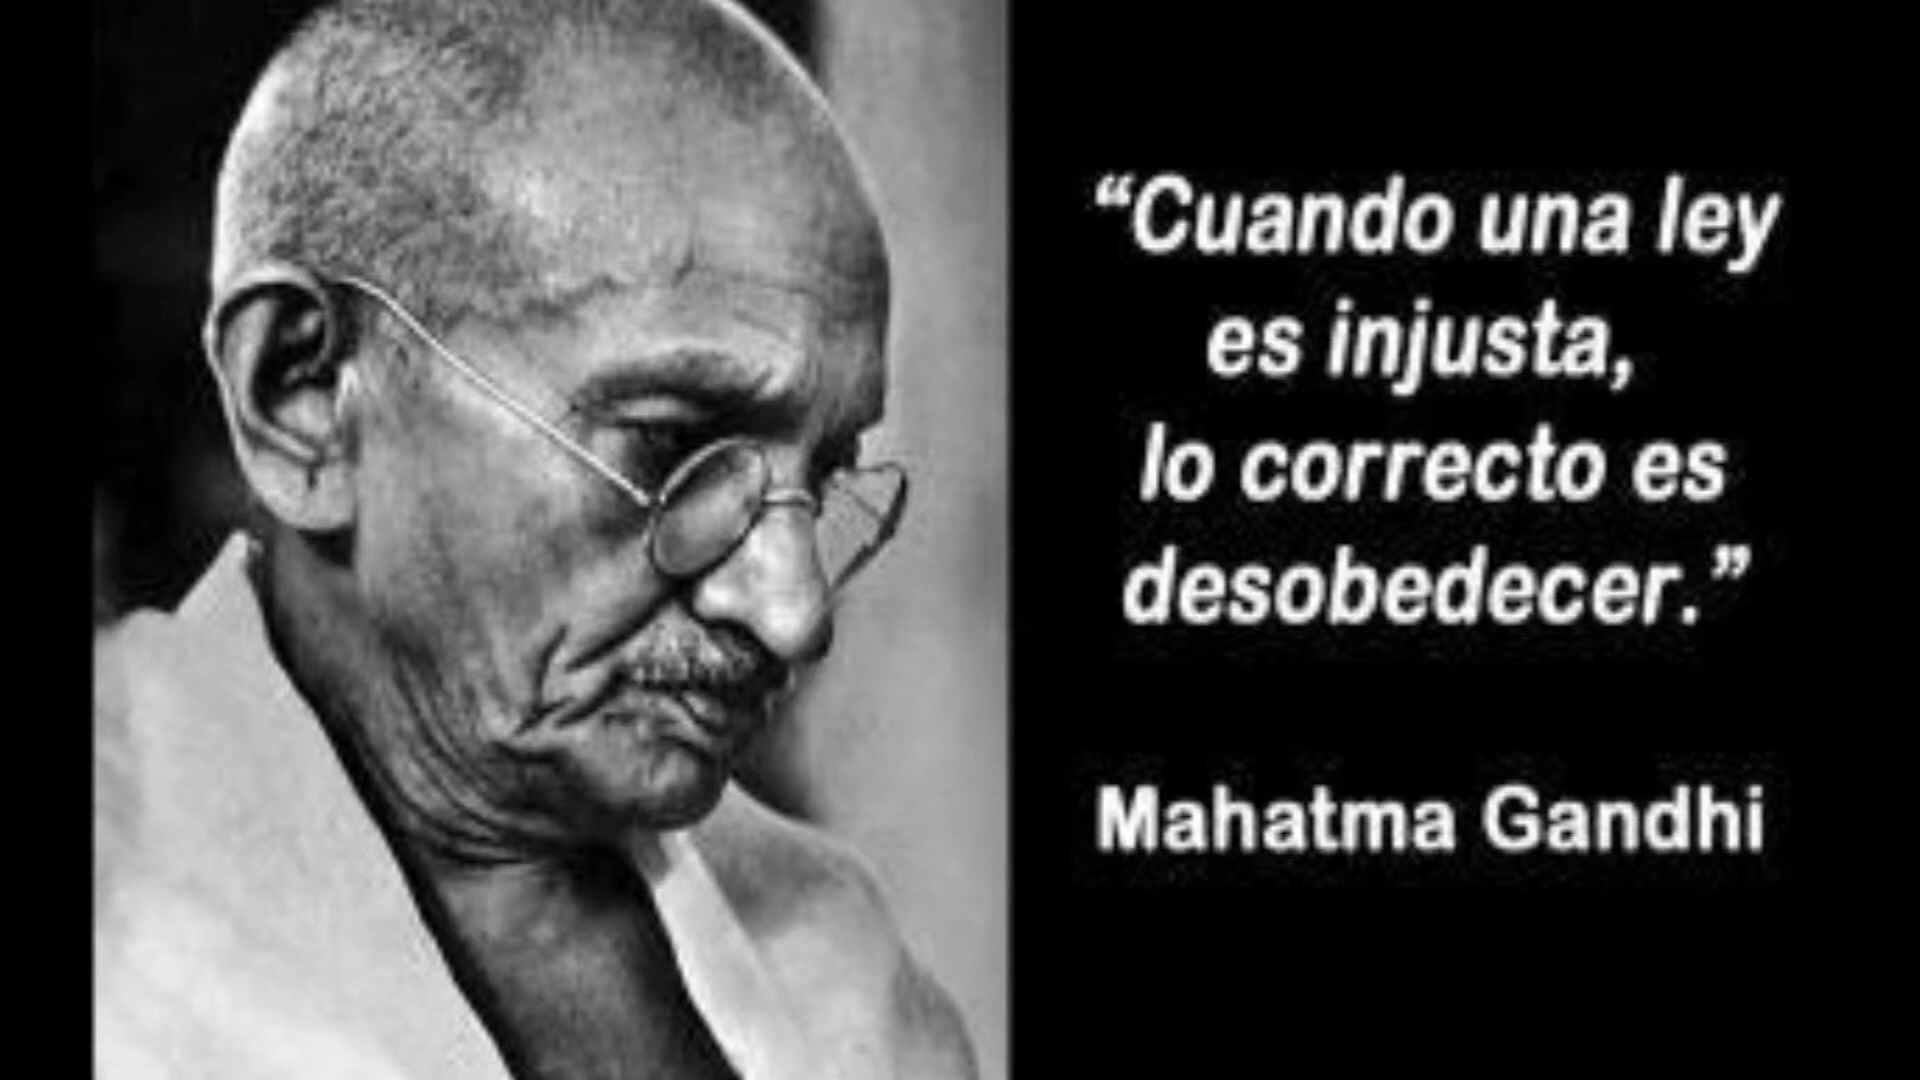 “Cuando una ley
es injusta,
lo correcto es
desobedecer.”
Mahatma Gandhi